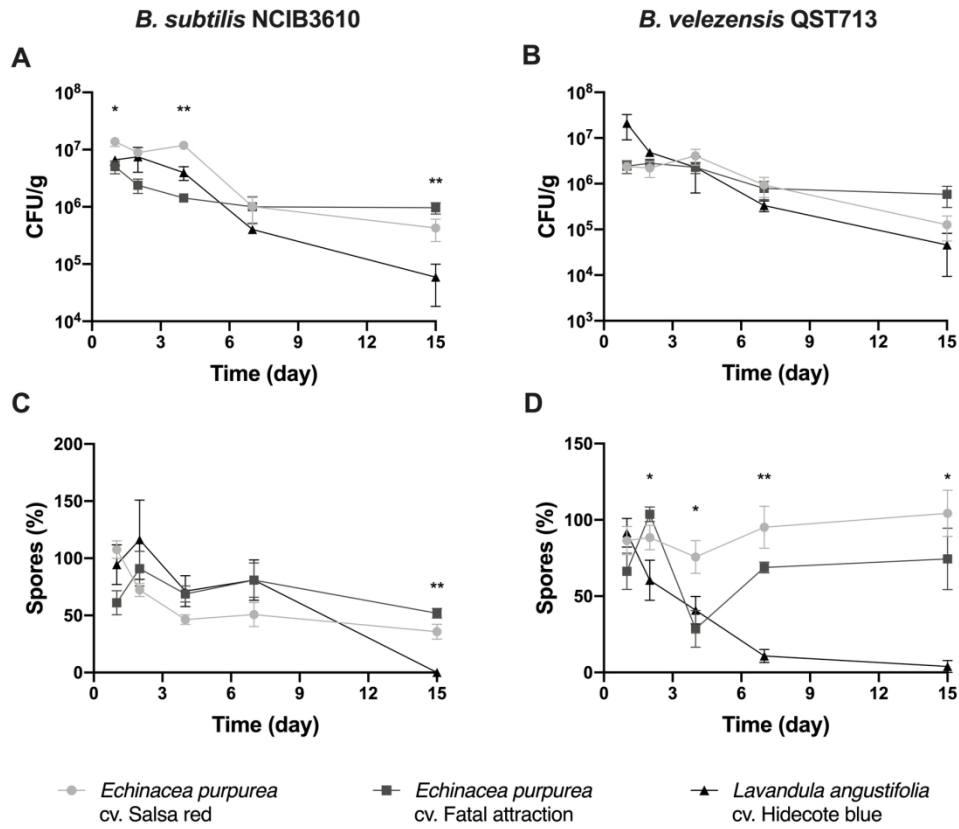 B. subtilis NCIB3610
B. velezensis QST713
A
B
10⁸
10⁷
10⁶
10⁵
10⁴
CFU/g
* ** **
0 3 6 9 12 15
Time (day)
10⁸
10⁷
10⁶
10⁵
10⁴
10³
CFU/g
0 3 6 9 12 15
Time (day)
C
D
200
150
100
50
0
Spores (%)
**
0 3 6 9 12 15
Time (day)
150
100
50
0
Spores (%)
* * ** *
0 3 6 9 12 15
Time (day)
Echinacea purpurea
cv. Salsa red
Echinacea purpurea
cv. Fatal attraction
Lavandula angustifolia
cv. Hidecote blue